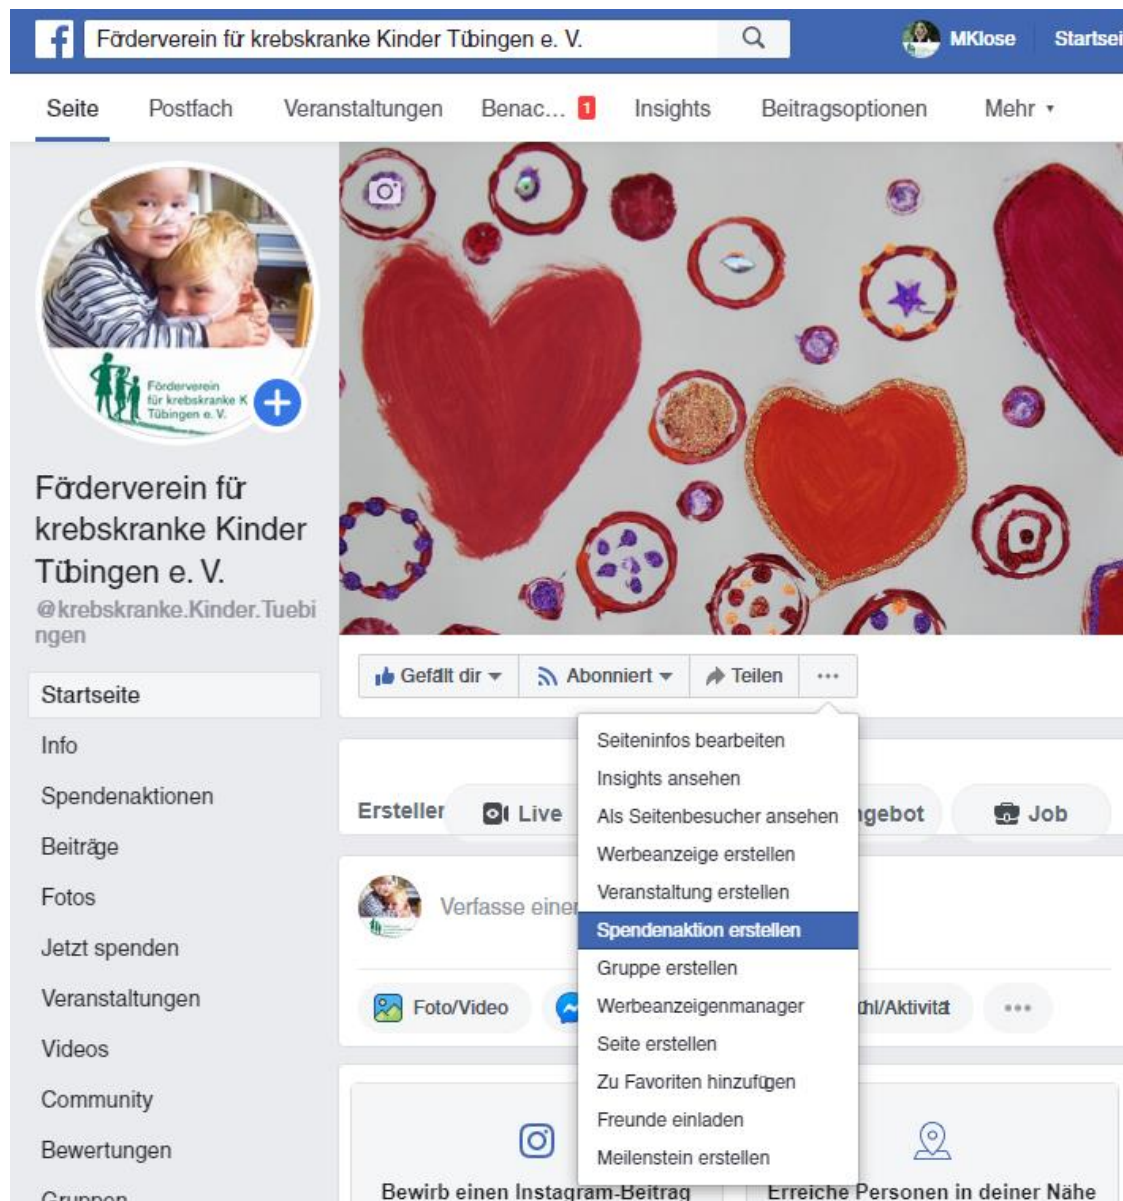 Förderverein für krebskranke Kinder Tübingen e. V.
MKlose Startsei
Seite Postfach Veranstaltungen Benac... 1 Insights Beitragsoptionen Mehr
Förderverein
für krebskranke K
Tübingen e. V.
Förderverein für
krebskranke Kinder
Tübingen e. V.
@krebskranke.Kinder.Tuebi
ngen
Startseite
Info
Spendenaktionen
Beiträge
Fotos
Jetzt spenden
Veranstaltungen
Videos
Community
Bewertungen
Gruppen
Gefällt dir Abonniert Teilen ...
Seiteninfos bearbeiten
Insights ansehen
Als Seitenbesucher ansehen
Werbeanzeige erstellen
Veranstaltung erstellen
Spendenaktion erstellen
Gruppe erstellen
Werbeanzeigenmanager
Seite erstellen
Zu Favoriten hinzufügen
Freunde einladen
Meilenstein erstellen
Ersteller Live ngebot Job
Verfasse einen
Foto/Video hl/Aktivität ...
Bewirb einen Instagram-Beitrag Erreiche Personen in deiner Nähe